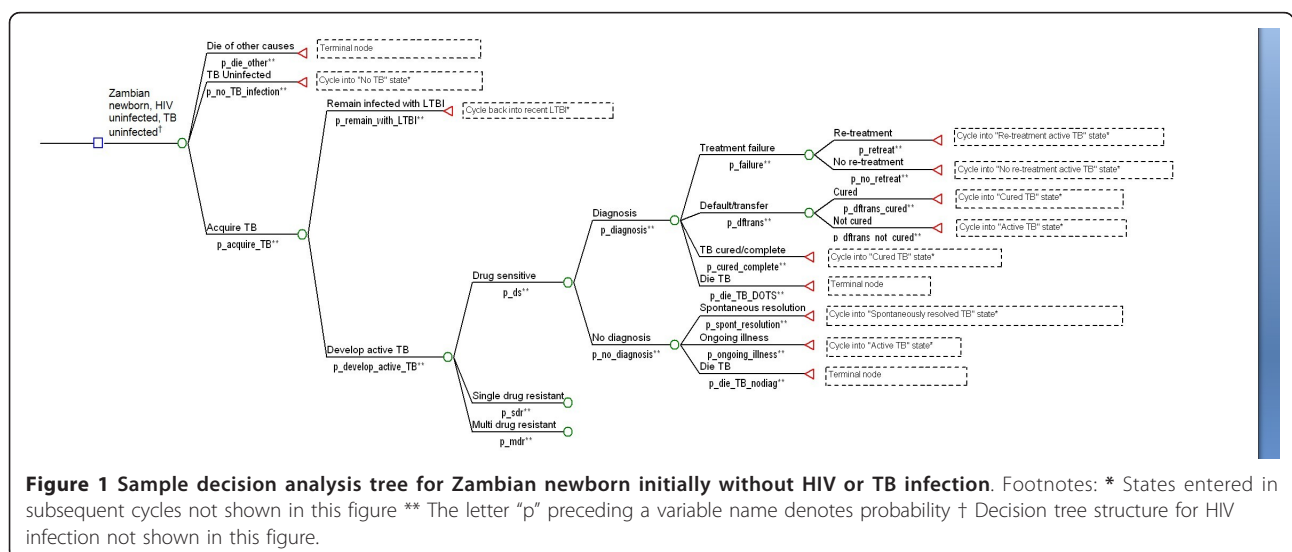 Die of other causes
p_die_other**
Terminal node
TB Uninfected
p_no_TB_infection**
Cycle into "No TB" state*
Zambian
newborn, HIV
uninfected, TB
uninfected†
Remain infected with LTBI
p_remain_with_LTBI**
Cycle back into recent LTBI*
Acquire TB
p_acquire_TB**
Develop active TB
p_develop_active_TB**
Drug sensitive
p_ds**
Single drug resistant
p_sdr**
Multi drug resistant
p_mdr**
Diagnosis
p_diagnosis**
No diagnosis
p_no_diagnosis**
Treatment failure
p_failure**
Re-treatment
p_retreat**
Cycle into "Re-treatment active TB" state*
No re-treatment
p_no_retreat**
Cycle into "No re-treatment active TB" state*
Default/transfer
p_dftrans**
Cured
p_dftrans_cured**
Cycle into "Cured TB" state*
Not cured
p_dftrans_not_cured**
Cycle into "Active TB" state*
TB cured/complete
p_cured_complete**
Cycle into "Cured TB" state*
Die TB
p_die_TB_DOTS**
Terminal node
Spontaneous resolution
p_spont_resolution**
Cycle into "Spontaneously resolved TB" state*
Ongoing illness
p_ongoing_illness**
Cycle into "Active TB" state*
Die TB
p_die_TB_nodiag**
Terminal node
Figure 1 Sample decision analysis tree for Zambian newborn initially without HIV or TB infection. Footnotes: * States entered in
subsequent cycles not shown in this figure ** The letter "p" preceding a variable name denotes probability † Decision tree structure for HIV
infection not shown in this figure.